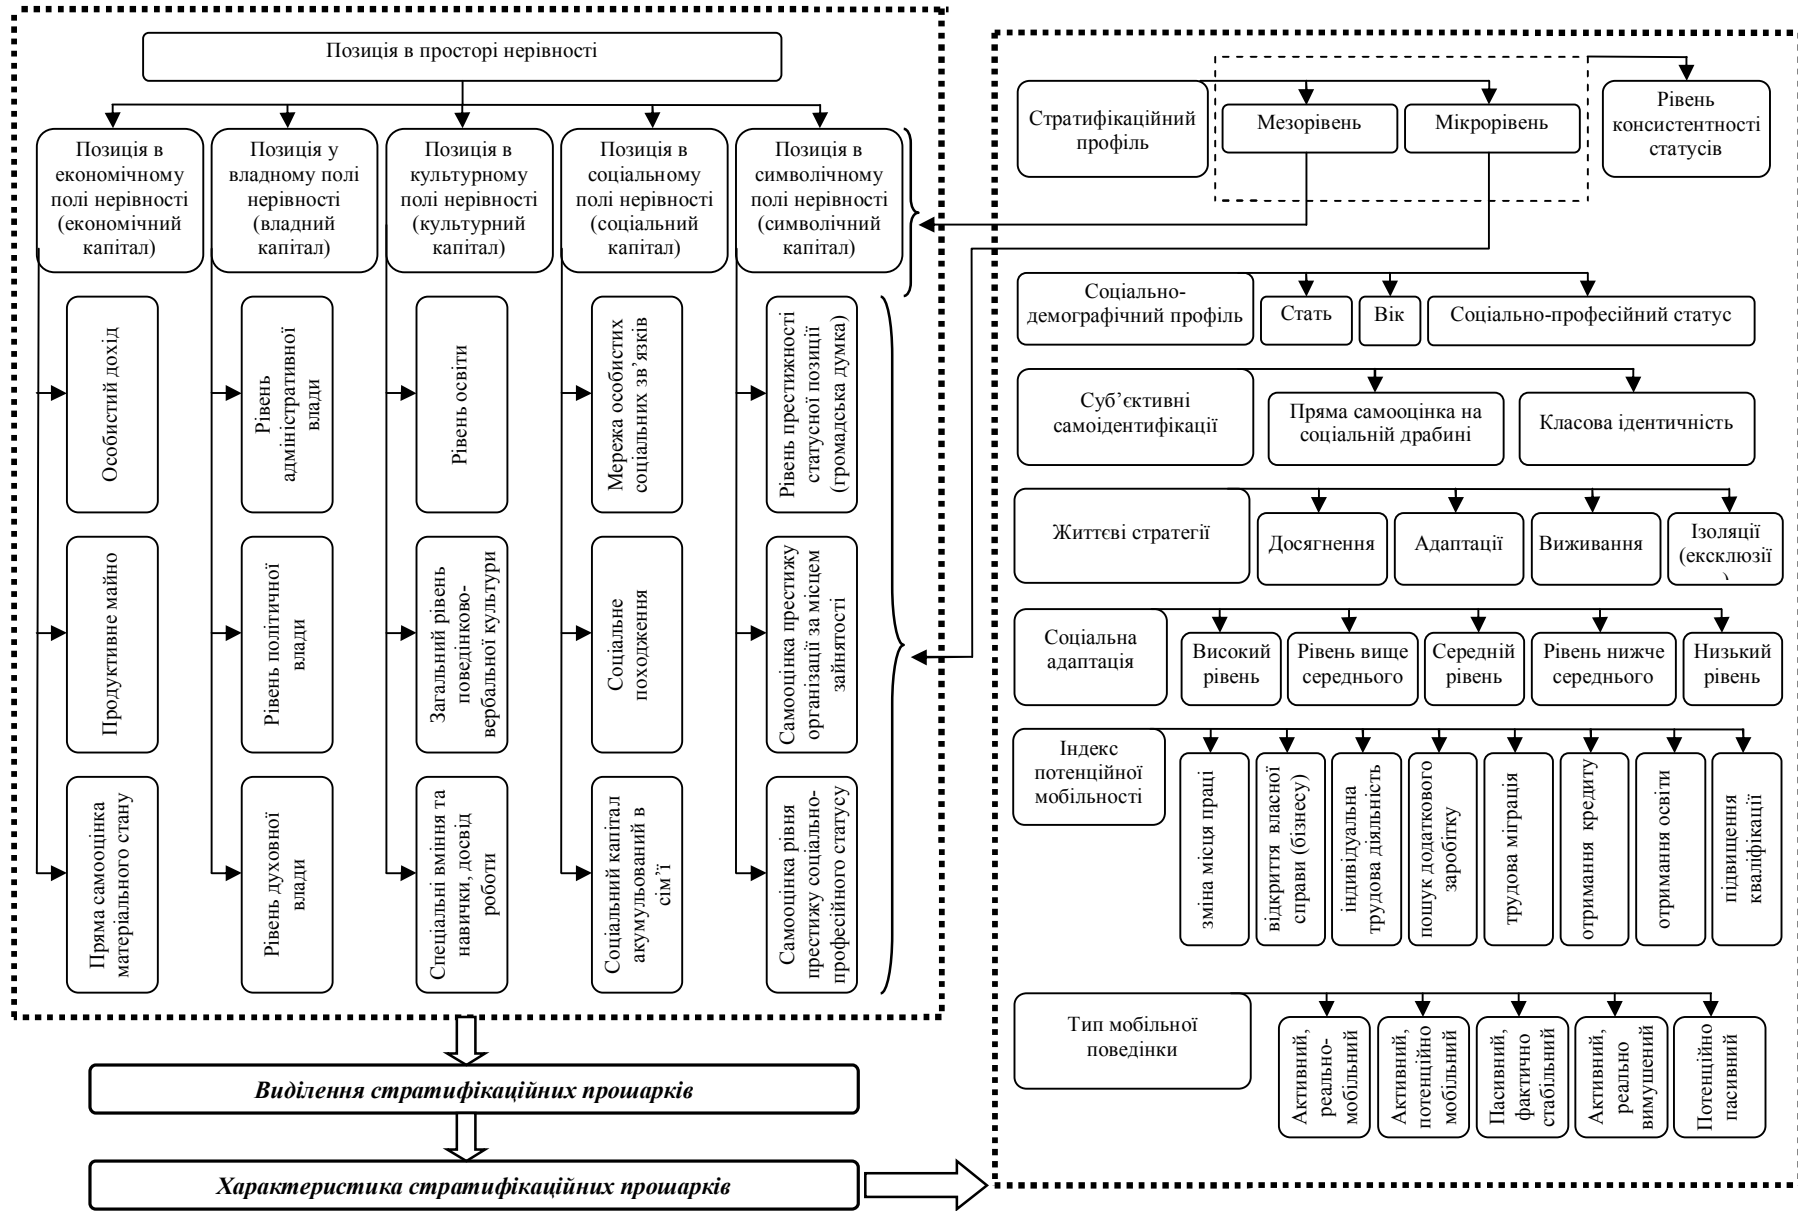 Позиція в просторі нерівності
Позиція в
економічному
полі нерівності
(економічний
капітал)
Позиція у
владному полі
нерівності
(владний
капітал)
Позиція в
культурному
полі нерівності
(культурний
капітал)
Позиція в
соціальному
полі нерівності
(соціальний
капітал)
Позиція в
символічному
полі нерівності
(символічний
капітал)
Особистий дохід
Рівень
адміністративної
влади
Рівень освіти
Мережа особистих
соціальних зв’язків
Рівень престижності
статусної позиції
(громадська думка)
Продуктивне майно
Рівень політичної
влади
Загальний рівень
поведінково-
вербальної культури
Соціальне
походження
Самооцінка престижу
організації за місцем
зайнятості
Пряма самооцінка
матеріального стану
Рівень духовної
влади
Спеціальні вміння та
навички, досвід
роботи
Соціальний капітал
акумульований в
сім’ї
Самооцінка рівня
престижу соціально-
професійного статусу
Виділення стратифікаційних прошарків
Характеристика стратифікаційних прошарків
Стратифікаційний
профіль
Мезорівень
Мікрорівень
Рівень
консистентності
статусів
Соціально-
демографічний профіль
Стать
Вік
Соціально-професійний статус
Суб’єктивні
самоідентифікації
Пряма самооцінка на
соціальній драбині
Класова ідентичність
Життєві стратегії
Досягнення
Адаптації
Виживання
Ізоляції
(ексклюзії
)
Соціальна
адаптація
Високий
рівень
Рівень вище
середнього
Середній
рівень
Рівень нижче
середнього
Низький
рівень
Індекс
потенційної
мобільності
зміна місця праці
відкриття власної
справи (бізнесу)
індивідуальна
трудова діяльність
пошук додаткового
заробітку
трудова міграція
отримання кредиту
отримання освіти
підвищення
кваліфікації
Тип мобільної
поведінки
Активний,
реально-
мобільний
Активний,
потенційно
мобільний
Пасивний,
фактично
стабільний
Активний,
реально
вимушений
Потенційно
пасивний